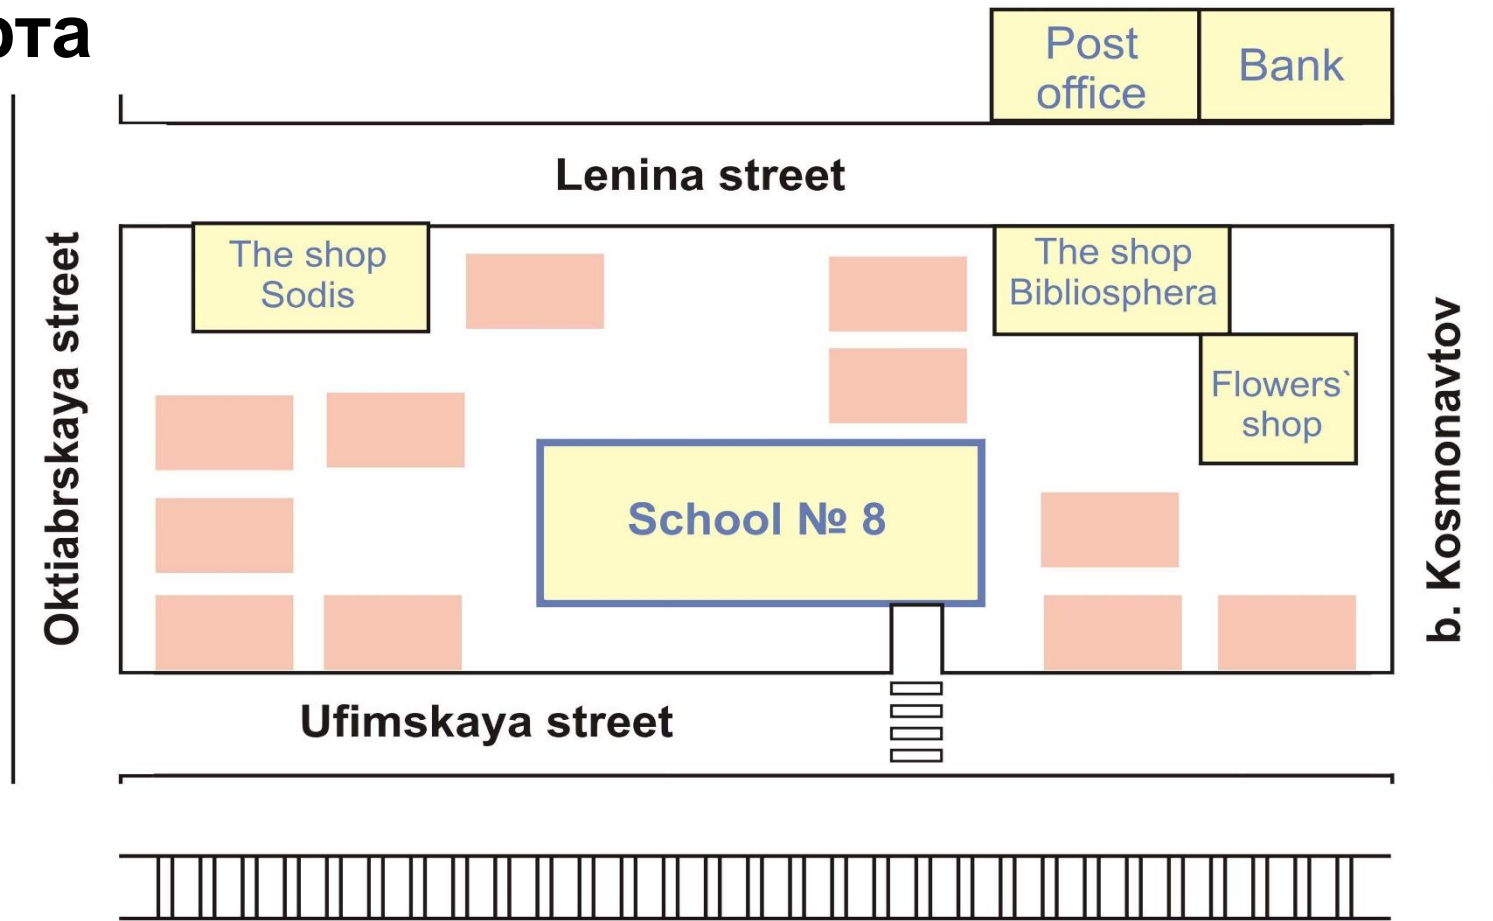 Post
office
Bank
Lenina street
The shop
Sodis
The shop
Bibliosphera
Flowers`
shop
School № 8
Oktiabrskaya street
b. Kosmonavtov
Ufimskaya street